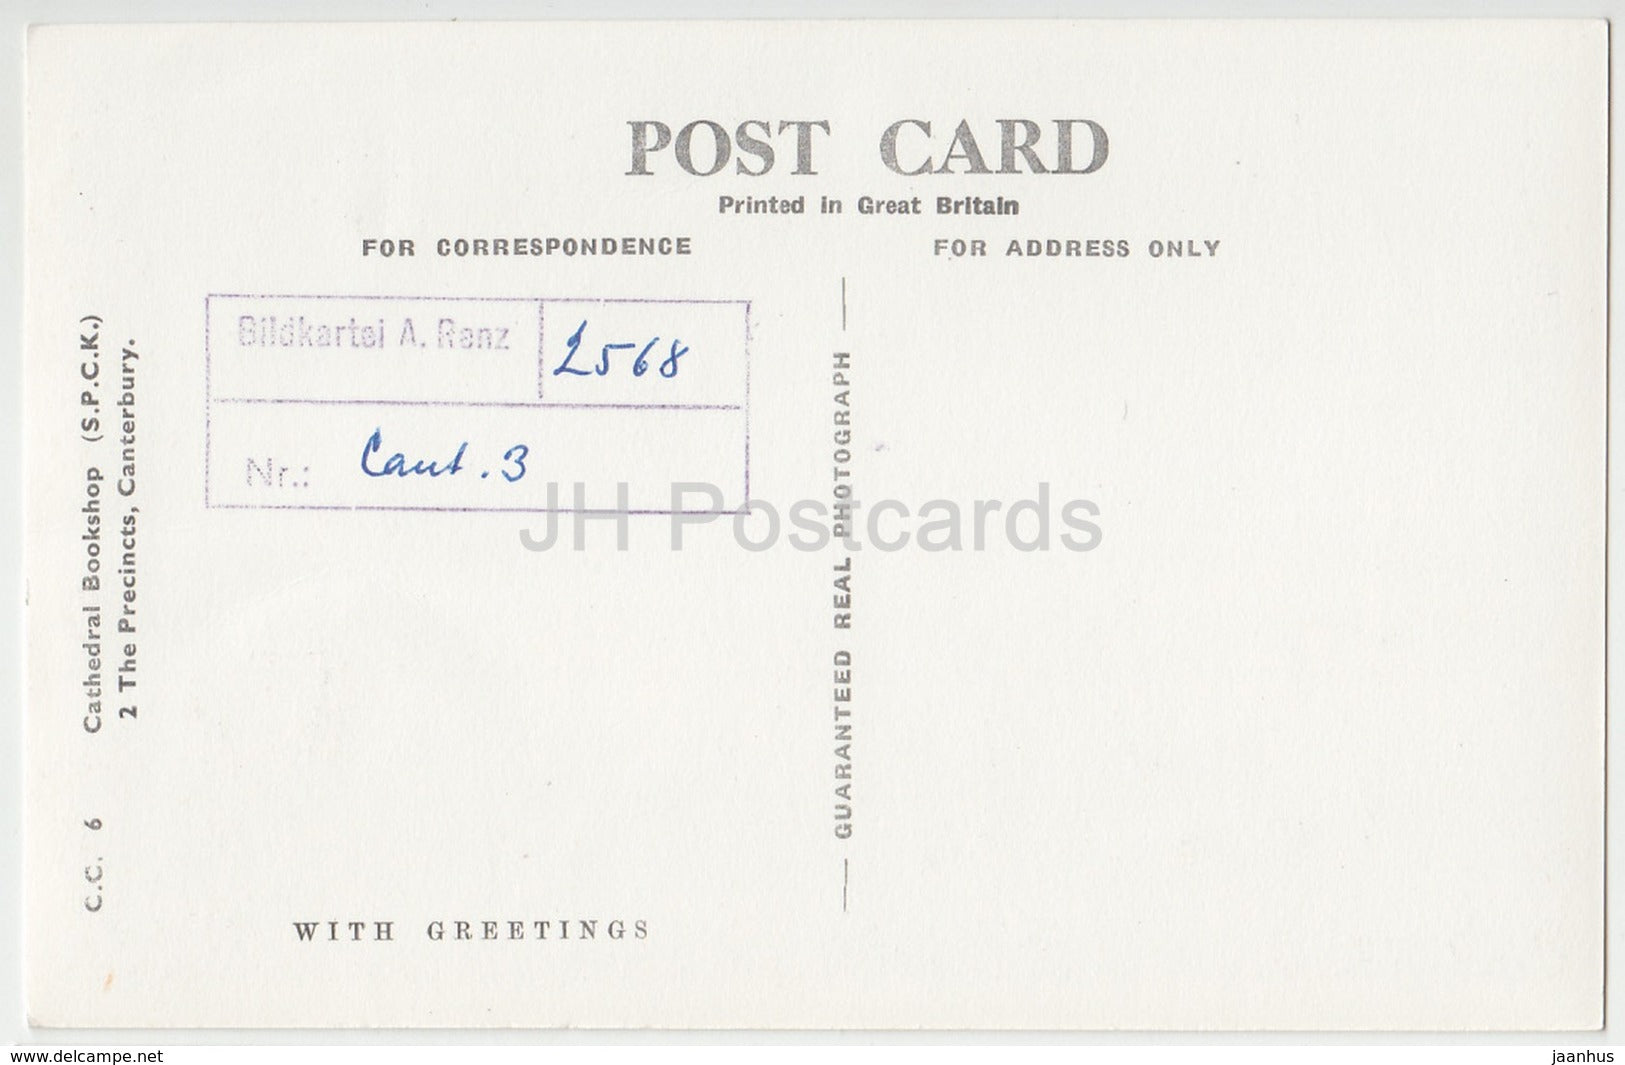 POST CARD
Printed in Great Britain
FOR CORRESPONDENCE
FOR ADDRESS ONLY
Bildkartei A. Renz
2568
Nr.: Cant. 3
C.C. 6 Cathedral Bookshop (S.P.C.K.)
2 The Precincts, Canterbury.
GUARANTEED REAL PHOTOGRAPH
JH Postcards
WITH GREETINGS
www.delcampe.net
jaanhus